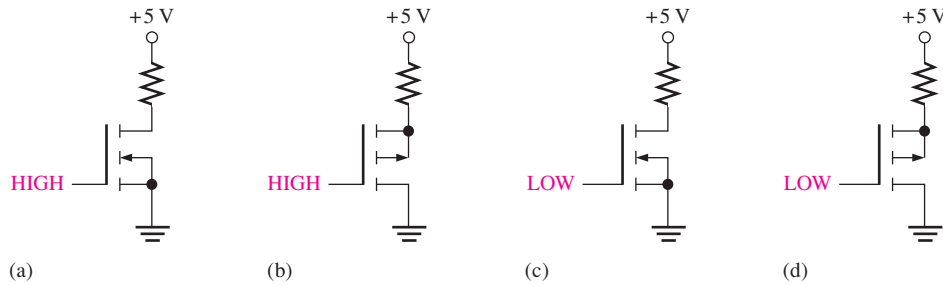 +5 V +5 V +5 V +5 V
HIGH HIGH LOW LOW
(a) (b) (c) (d)